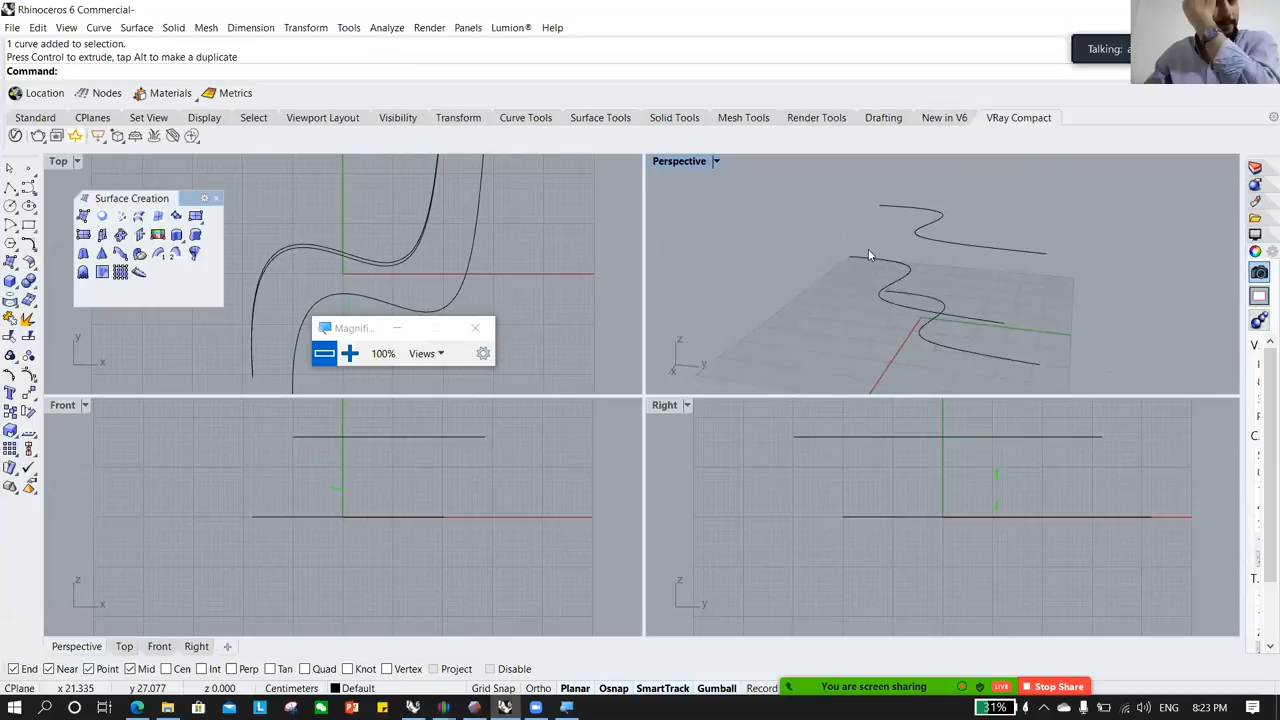 Rhinoceros 6 Commercial-
File Edit View Curve Surface Solid Mesh Dimension Transform Tools Analyze Render Panels Lumion® Help
1 curve added to selection.
Press Control to extrude, tap Alt to make a duplicate
Talking: a
Command:
Location Nodes Materials Metrics
Standard CPlanes Set View Display Select Viewport Layout Visibility Transform Curve Tools Surface Tools Solid Tools Mesh Tools Render Tools Drafting New in V6 VRay Compact
Top
Perspective
Surface Creation
Magnifi...
100% Views
y
x
z
y
x
Front
Right
z
x
z
y
V.
C.
T.
Perspective Top Front Right
End Near Point Mid Cen Int Perp Tan Quad Knot Vertex Project Disable
CPlane x 21.335 y 27.077 z 0.000 Centimeters Default Grid Snap Ortho Planar Osnap SmartTrack Gumball Record
You are screen sharing LIVE Stop Share
31% ENG 8:23 PM